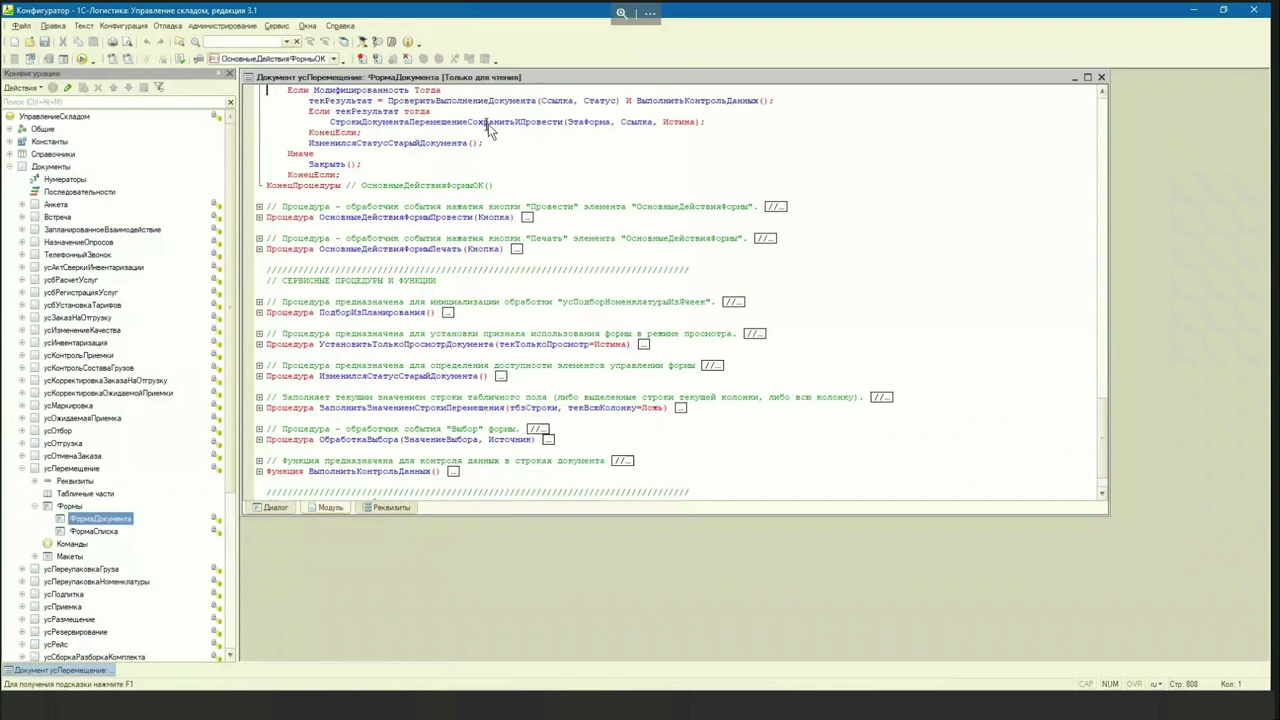 Конфигуратор - 1С-Логистика: Управление складом, редакция 3.1
Файл Правка Текст Конфигурация Отладка Администрирование Сервис Окна Справка
ОсновныеДействияФормыОК
Конфигурация
Действия
Поиск (Ctrl+Alt+M)
УправлениеСкладом
Общие
Константы
Справочники
Документы
Нумераторы
Последовательности
Анкета
Встреча
ЗапланированноеВзаимодействие
НазначениеОпросов
ТелефонныйЗвонок
усАктСверкиИнвентаризации
усбРасчетУслуг
усбРегистрацияУслуг
усбУстановкаТарифов
усЗаказНаОтгрузку
усИзменениеКачества
усИнвентаризация
усКонтрольПриемки
усКонтрольСоставаГрузов
усКорректировкаЗаказаНаОтгрузку
усКорректировкаОжидаемойПриемки
усМаркировка
усОжидаемаяПриемка
усОтбор
усОтгрузка
усОтменаЗаказа
усПеремещение
Реквизиты
Табличные части
Формы
ФормаДокумента
ФормаСписка
Команды
Макеты
усПереупаковкаГруза
усПереупаковкаНоменклатуры
усПодпитка
усПриемка
усРазмещение
усРезервирование
усРейс
усСборкаРазборкаКомплекта
Документ усПеремещение: ФормаДокумента [Только для чтения]
Если Модифицированность Тогда
текРезультат = ПроверитьВыполнениеДокумента(Ссылка, Статус) И ВыполнитьКонтрольДанных();
Если текРезультат тогда
СтрокиДокументаПеремещениеСохранитьИПровести(ЭтаФорма, Ссылка, Истина);
КонецЕсли;
ИзменилсяСтатусСтарыйДокумента();
Иначе
Закрыть();
КонецЕсли;
КонецПроцедуры // ОсновныеДействияФормыОК()
// Процедура - обработчик события нажатия кнопки "Провести" элемента "ОсновныеДействияФормы". //...
Процедура ОсновныеДействияФормыПровести(Кнопка) ...
// Процедура - обработчик события нажатия кнопки "Печать" элемента "ОсновныеДействияФормы". //...
Процедура ОсновныеДействияФормыПечать(Кнопка) ...
////////////////////////////////////////////////////////////////////////////////
// СЕРВИСНЫЕ ПРОЦЕДУРЫ И ФУНКЦИИ
// Процедура предназначена для инициализации обработки "усПодборНоменклатурыИзЯчеек". //...
Процедура ПодборИзПланирования() ...
// Процедура предназначена для установки признака использования формы в режиме просмотра. //...
Процедура УстановитьТолькоПросмотрДокумента(текТолькоПросмотр=Истина) ...
// Процедура предназначена для определения доступности элементов управлении формы //...
Процедура ИзменилсяСтатусСтарыйДокумента() ...
// Заполняет текущим значением строки табличного поля (либо выделенные строки текущей колонки, либо всю колонку). //...
Процедура ЗаполнитьЗначениемСтрокиПеремещения(тбзСтроки, текВсюКолонку=Ложь) ...
// Процедура - обработчик события "Выбор" формы. //...
Процедура ОбработкаВыбора(ЗначениеВыбора, Источник) ...
// Функция предназначена для контроля данных в строках документа //...
Функция ВыполнитьКонтрольДанных() ...
////////////////////////////////////////////////////////////////////////////////
Диалог Модуль Реквизиты
Документ усПеремещение: ...
Для получения подсказки нажмите F1
CAP NUM OVR ru Стр: 808 Кол: 1